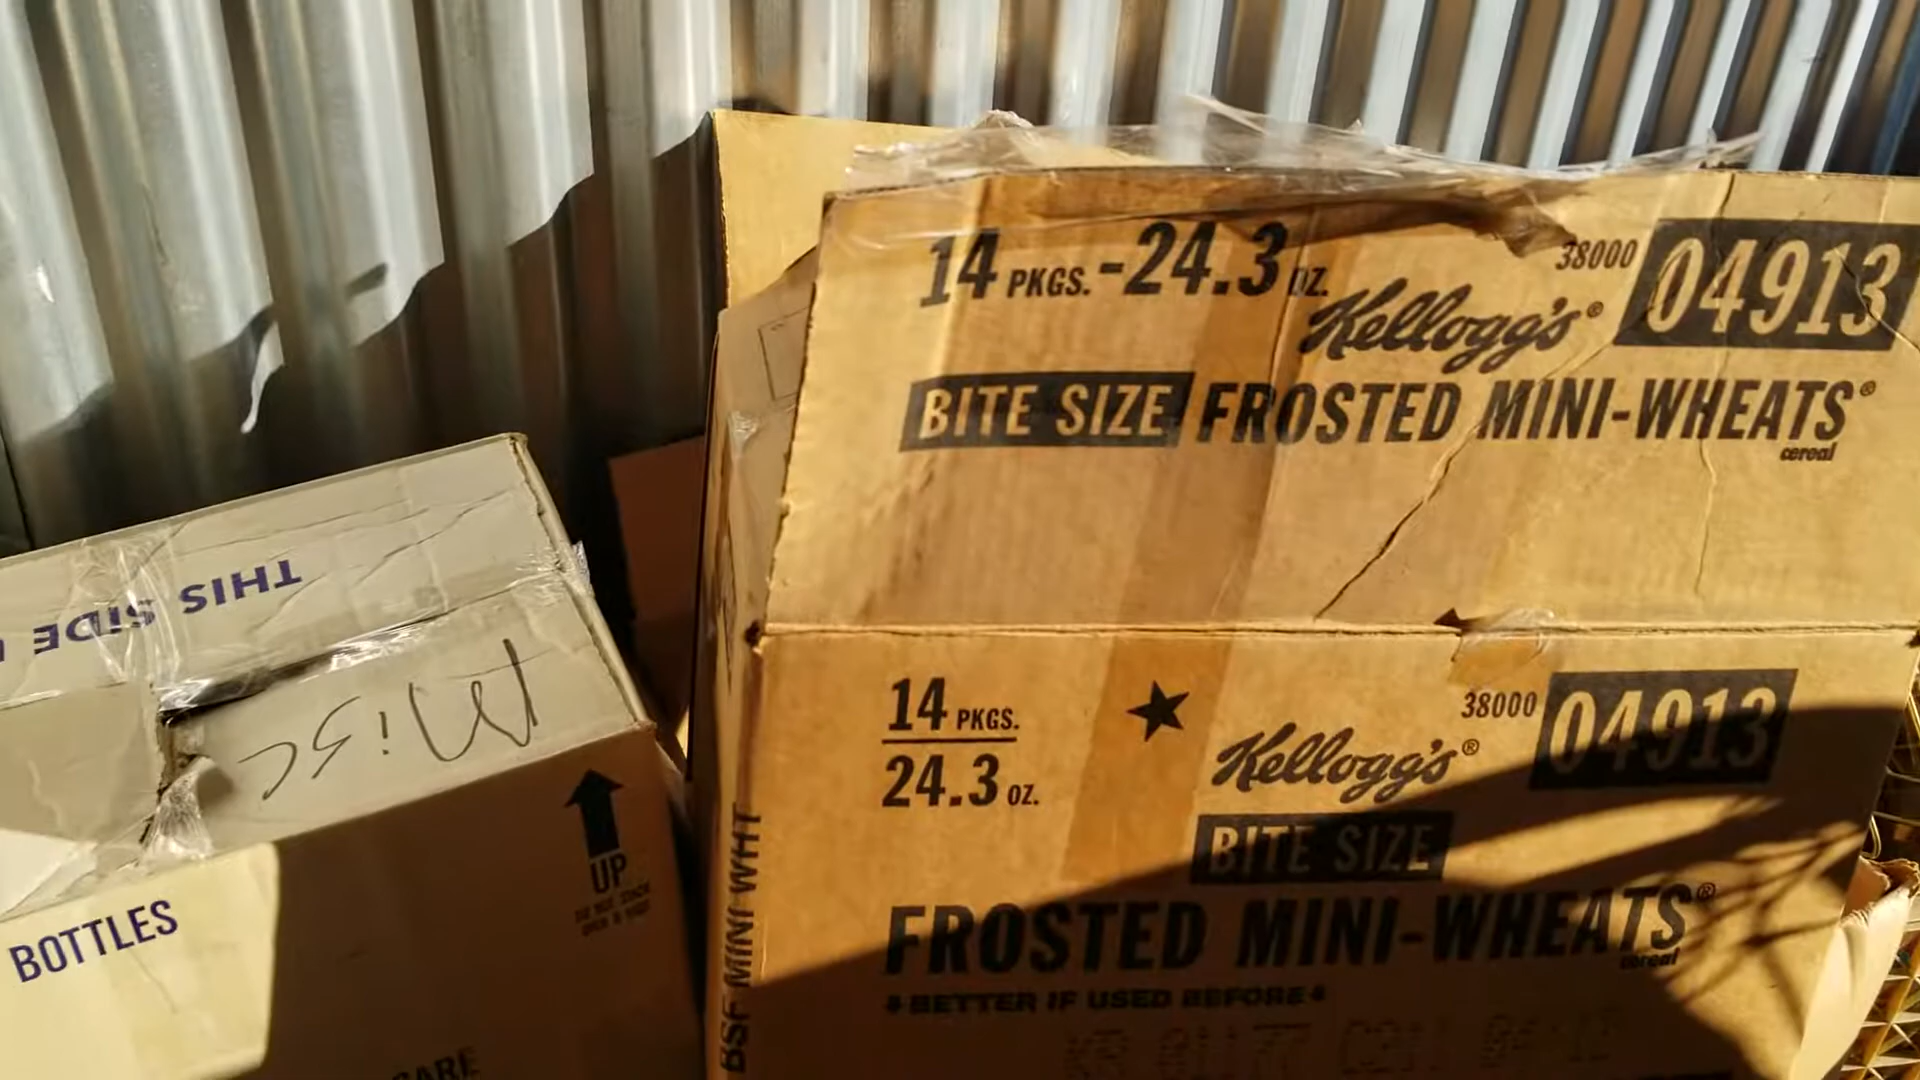 14 PKGS. -24.3 OZ.
Kellogg's®
38000 04913
BITE SIZE FROSTED MINI-WHEATS®
cereal
14 PKGS.
24.3 OZ.
★
Kellogg's®
38000 04913
BITE SIZE
FROSTED MINI-WHEATS®
cereal
*BETTER IF USED BEFORE*
BSF MINI WHT
THIS SIDE
Misc
UP
BOTTLES